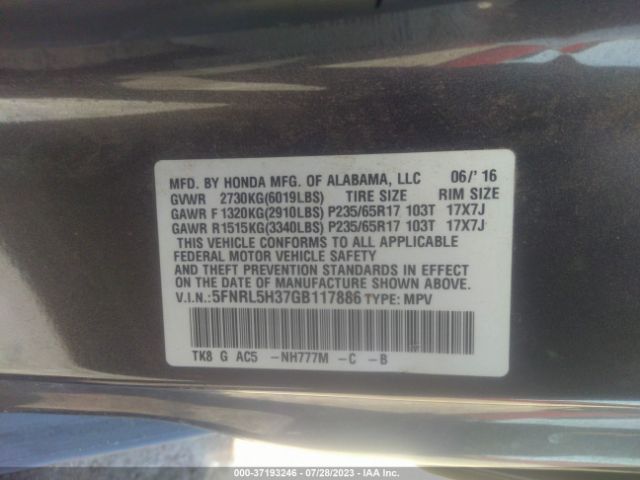 MFD. BY HONDA MFG. OF ALABAMA, LLC 06/'16
GVWR 2730KG(6019LBS) TIRE SIZE RIM SIZE
GAWR F 1320KG(2910LBS) P235/65R17 103T 17X7J
GAWR R1515KG(3340LBS) P235/65R17 103T 17X7J
THIS VEHICLE CONFORMS TO ALL APPLICABLE
FEDERAL MOTOR VEHICLE SAFETY
AND THEFT PREVENTION STANDARDS IN EFFECT
ON THE DATE OF MANUFACTURE SHOWN ABOVE.
V.I.N.:5FNRL5H37GB117886 TYPE: MPV
TK8 G AC5 -NH777M -C -B
000-37193246 - 07/28/2023 - IAA Inc.